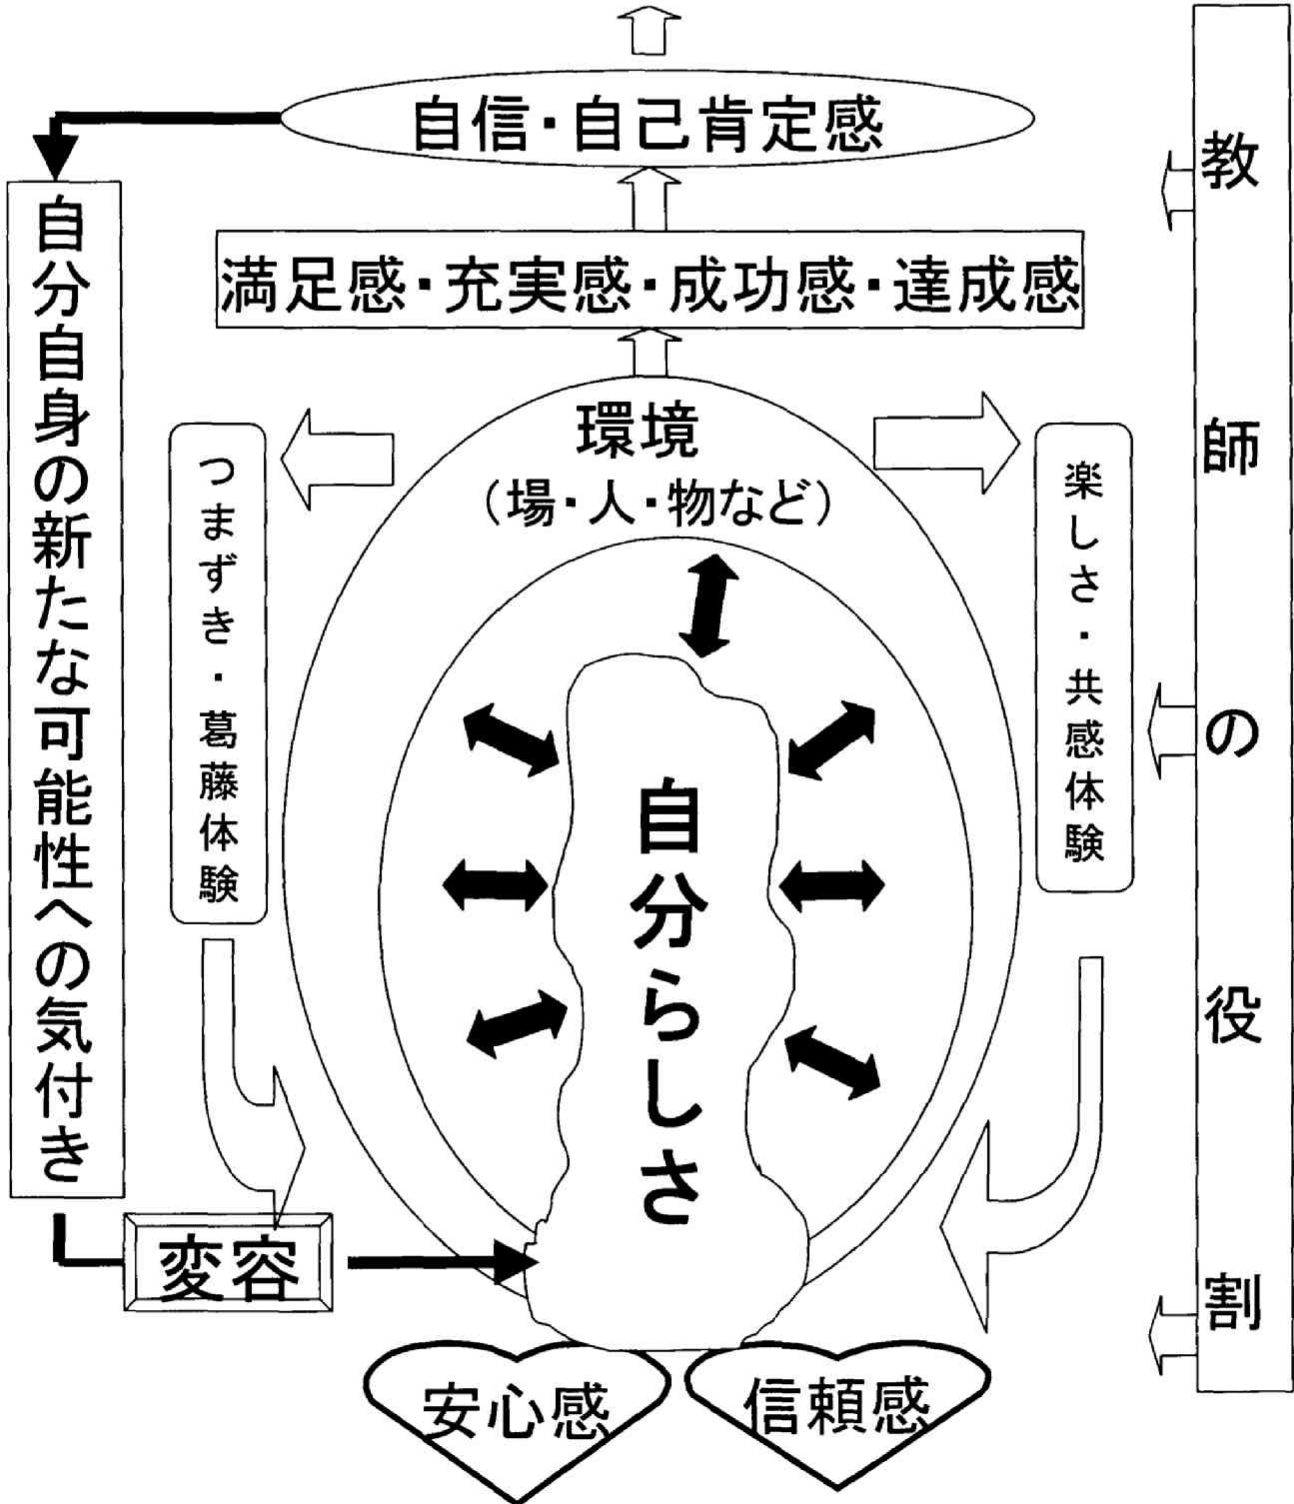 自信・自己肯定感
満足感・充実感・成功感・達成感
環境
（場・人・物など）
自分自身の新たな可能性への気付き
つまずき・葛藤体験
自分らしさ
楽しさ・共感体験
教師の役割
変容
安心感
信頼感